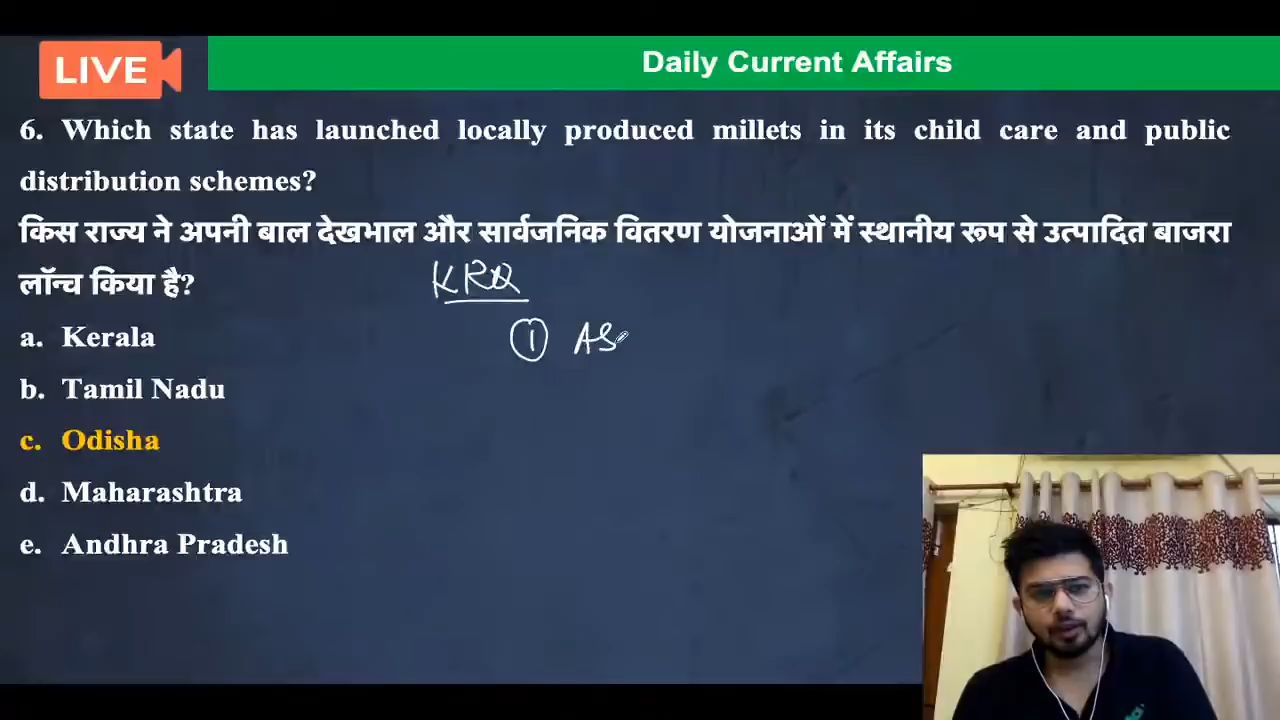 LIVE
Daily Current Affairs
6. Which state has launched locally produced millets in its child care and public
distribution schemes?
किस राज्य ने अपनी बाल देखभाल और सार्वजनिक वितरण योजनाओं में स्थानीय रूप से उत्पादित बाजरा
लॉन्च किया है?
KRQ
a. Kerala
① AS
b. Tamil Nadu
c. Odisha
d. Maharashtra
e. Andhra Pradesh